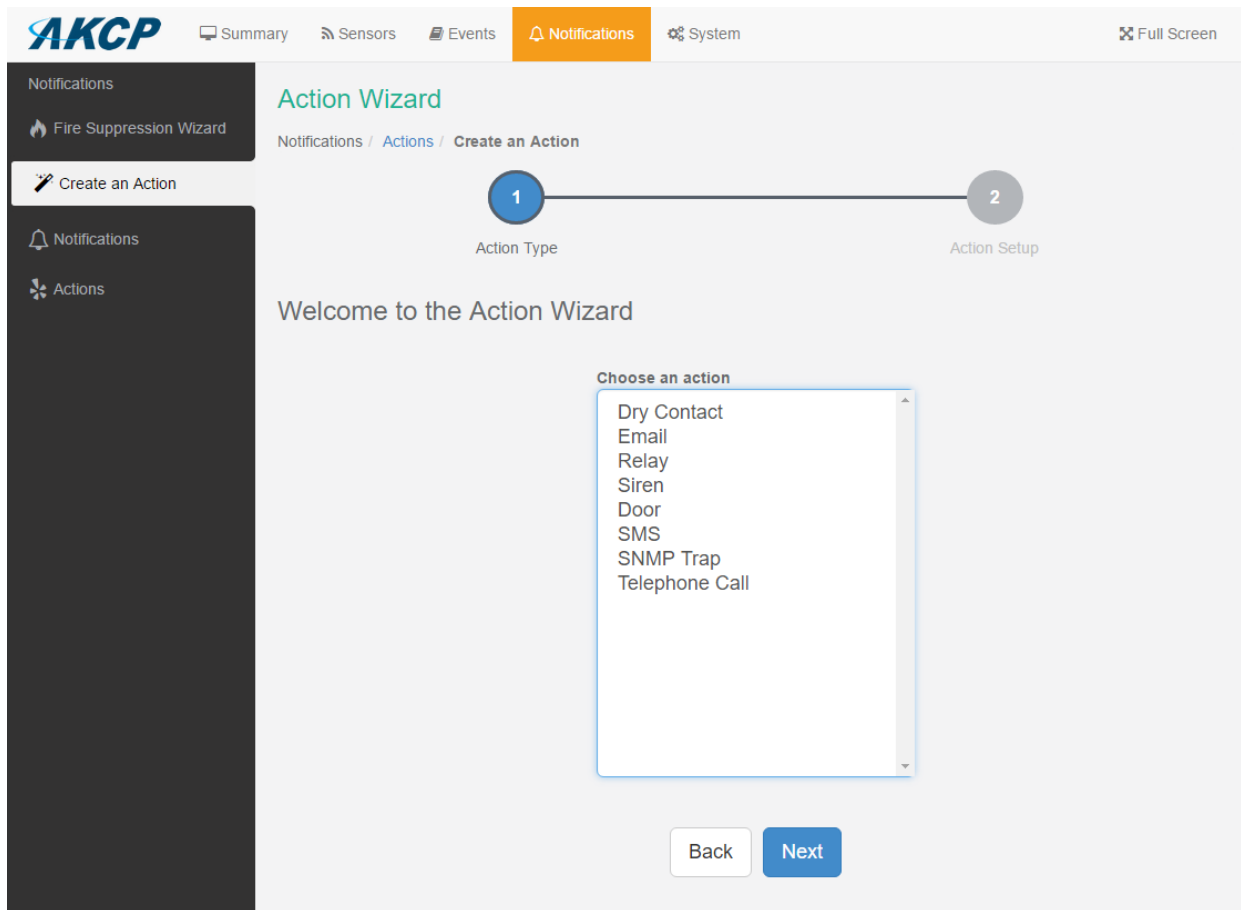 AKCP Summary Sensors Events Notifications System Full Screen
Notifications
Fire Suppression Wizard
Create an Action
Notifications
Actions
Action Wizard
Notifications / Actions / Create an Action
1 2
Action Type Action Setup
Welcome to the Action Wizard
Choose an action
Dry Contact
Email
Relay
Siren
Door
SMS
SNMP Trap
Telephone Call
Back Next